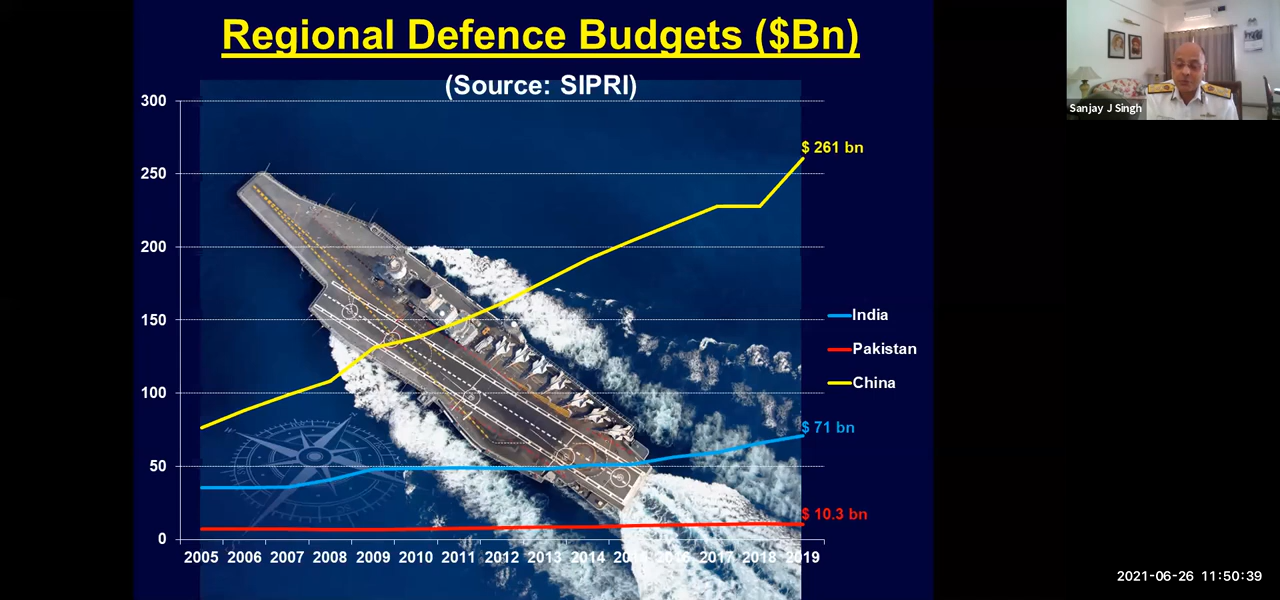 Regional Defence Budgets ($Bn)
(Source: SIPRI)
300
250
200
150
100
50
0
$ 261 bn
$ 71 bn
$ 10.3 bn
2005 2006 2007 2008 2009 2010 2011 2012 2013 2014 2015 2016 2017 2018 2019
India
Pakistan
China
Sanjay J Singh
2021-06-26 11:50:39